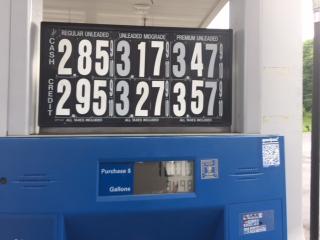 REGULAR UNLEADED UNLEADED MIDGRADE PREMIUM UNLEADED
CASH 2.85 9/10 3.17 9/10 3.47 9/10
CREDIT 2.95 9/10 3.27 9/10 3.57 9/10
ALL TAXES INCLUDED ALL TAXES INCLUDED ALL TAXES INCLUDED
Purchase $
Gallons